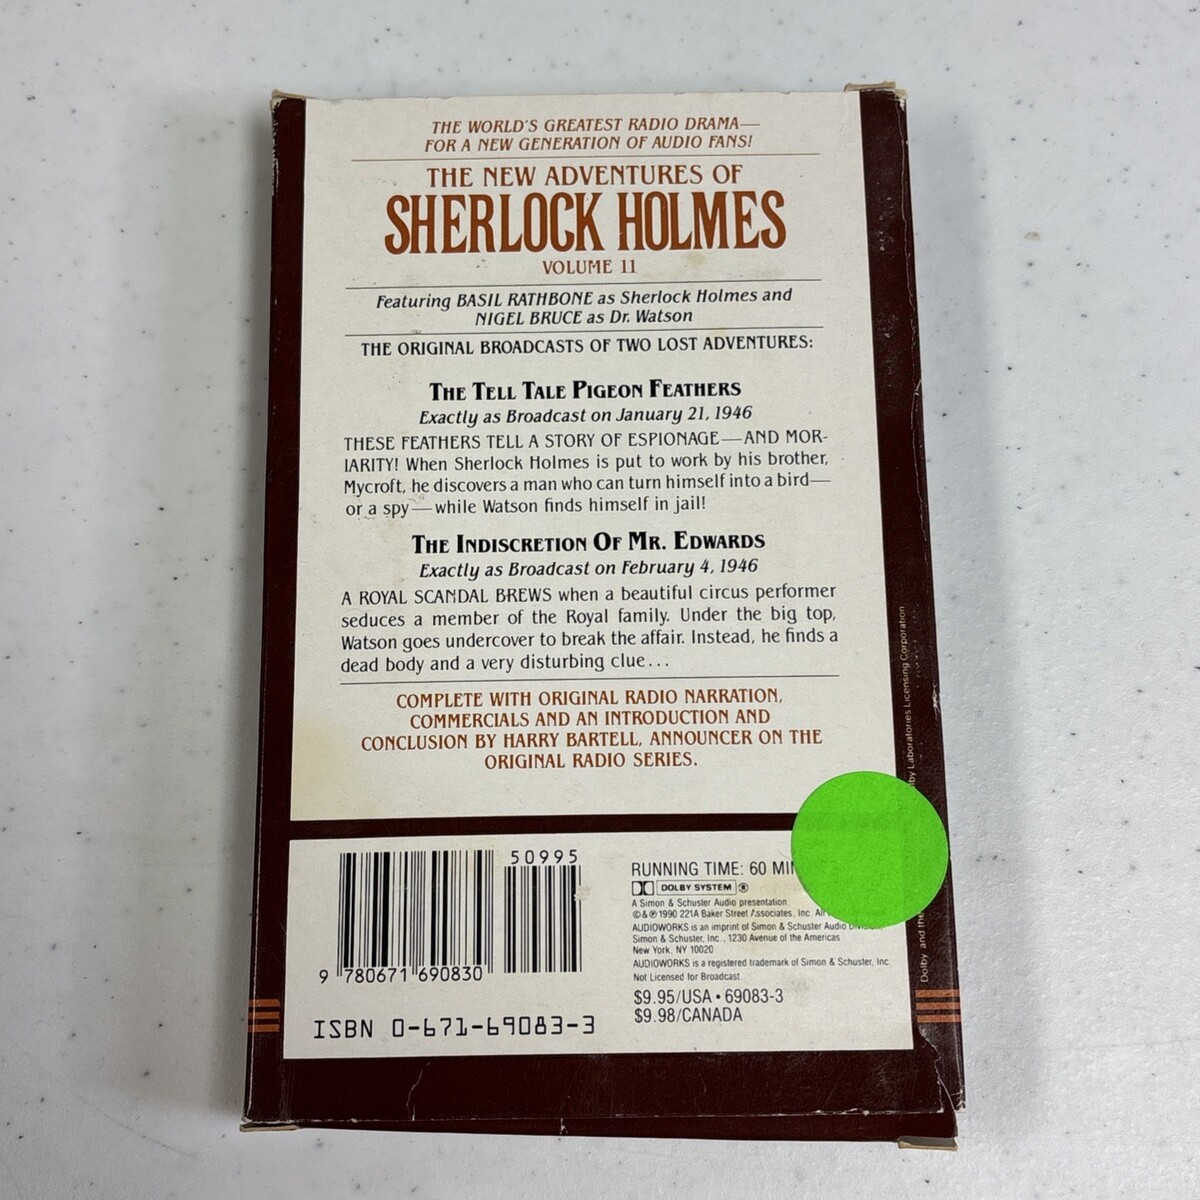 THE WORLD'S GREATEST RADIO DRAMA—
FOR A NEW GENERATION OF AUDIO FANS!
THE NEW ADVENTURES OF
SHERLOCK HOLMES
VOLUME 11
Featuring BASIL RATHBONE as Sherlock Holmes and
NIGEL BRUCE as Dr. Watson
THE ORIGINAL BROADCASTS OF TWO LOST ADVENTURES:
THE TELL TALE PIGEON FEATHERS
Exactly as Broadcast on January 21, 1946
THESE FEATHERS TELL A STORY OF ESPIONAGE—AND MOR-
IARITY! When Sherlock Holmes is put to work by his brother,
Mycroft, he discovers a man who can turn himself into a bird—
or a spy—while Watson finds himself in jail!
THE INDISCRETION OF MR. EDWARDS
Exactly as Broadcast on February 4, 1946
A ROYAL SCANDAL BREWS when a beautiful circus performer
seduces a member of the Royal family. Under the big top,
Watson goes undercover to break the affair. Instead, he finds a
dead body and a very disturbing clue...
COMPLETE WITH ORIGINAL RADIO NARRATION,
COMMERCIALS AND AN INTRODUCTION AND
CONCLUSION BY HARRY BARTELL, ANNOUNCER ON THE
ORIGINAL RADIO SERIES.
50995
9 780671 690830
ISBN 0-671-69083-3
RUNNING TIME: 60 MIN
DOLBY SYSTEM ®
A Simon & Schuster Audio presentation
© & ℗ 1990 221A Baker Street Associates, Inc. All
AUDIOWORKS is an imprint of Simon & Schuster Audio Division,
Simon & Schuster, Inc., 1230 Avenue of the Americas
New York, NY 10020
AUDIOWORKS is a registered trademark of Simon & Schuster, Inc.
Not Licensed for Broadcast
$9.95/USA • 69083-3
$9.98/CANADA
Dolby and the
Laboratories Licensing Corporation